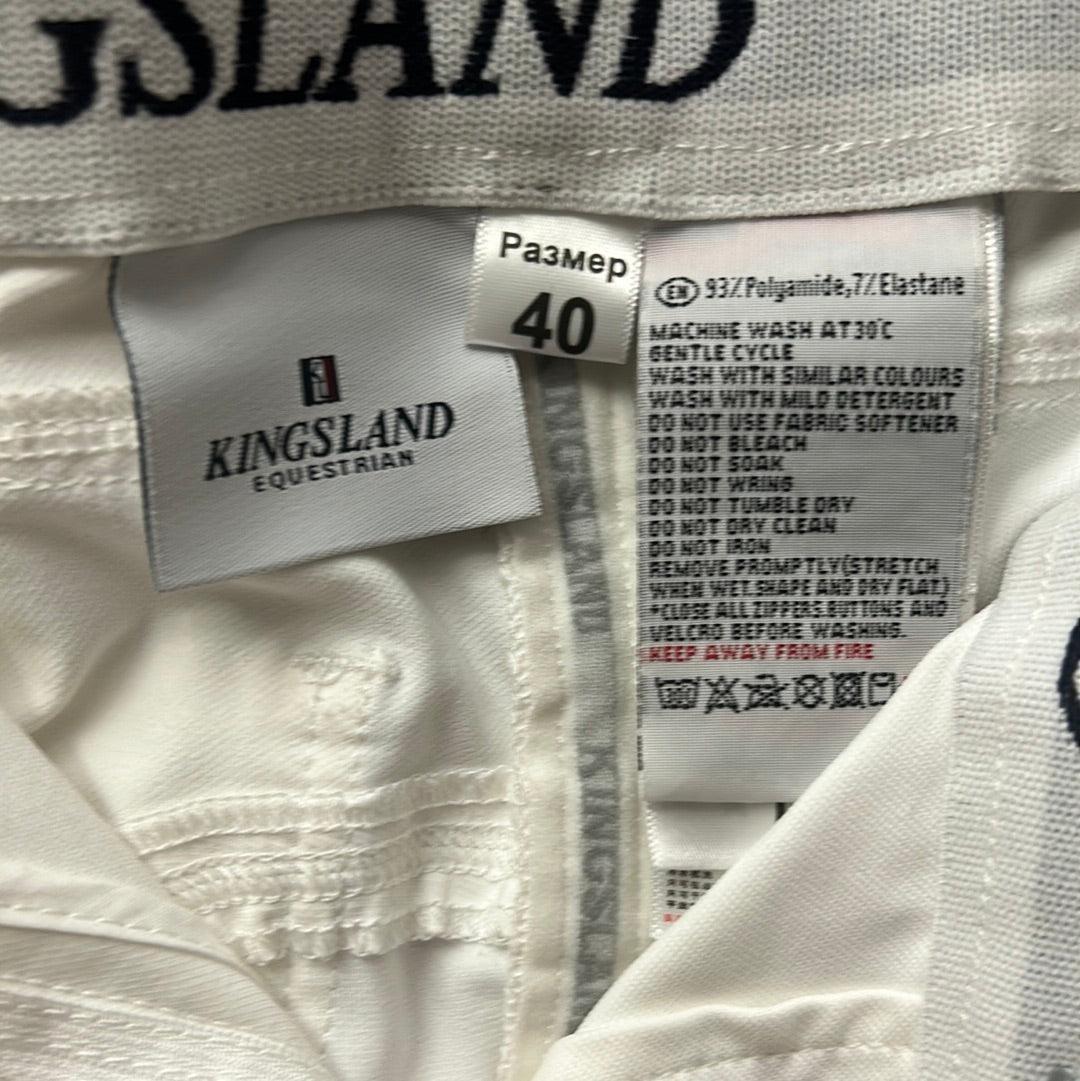 GSLAND
KINGSLAND
EQUESTRIAN
Размер
40
EN 93% Polyamide, 7% Elastane
MACHINE WASH AT 30°C
GENTLE CYCLE
WASH WITH SIMILAR COLOURS
WASH WITH MILD DETERGENT
DO NOT USE FABRIC SOFTENER
DO NOT BLEACH
DO NOT SOAK
DO NOT WRING
DO NOT TUMBLE DRY
DO NOT DRY CLEAN
DO NOT IRON
REMOVE PROMPTLY(STRETCH
WHEN WET.SHAPE AND DRY FLAT.)
*CLOSE ALL ZIPPERS.BUTTONS AND
VELCRO BEFORE WASHING.
KEEP AWAY FROM FIRE